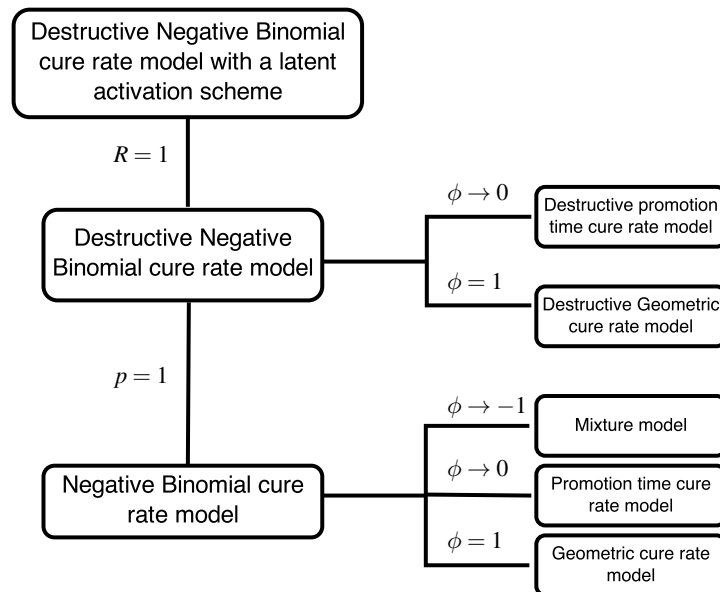 Destructive Negative Binomial
cure rate model with a latent
activation scheme
R = 1
ϕ → 0
Destructive promotion
time cure rate model
Destructive Negative
Binomial cure rate model
ϕ = 1
Destructive Geometric
cure rate model
p = 1
ϕ → −1
Mixture model
ϕ → 0
Negative Binomial cure
rate model
Promotion time cure
rate model
ϕ = 1
Geometric cure rate
model